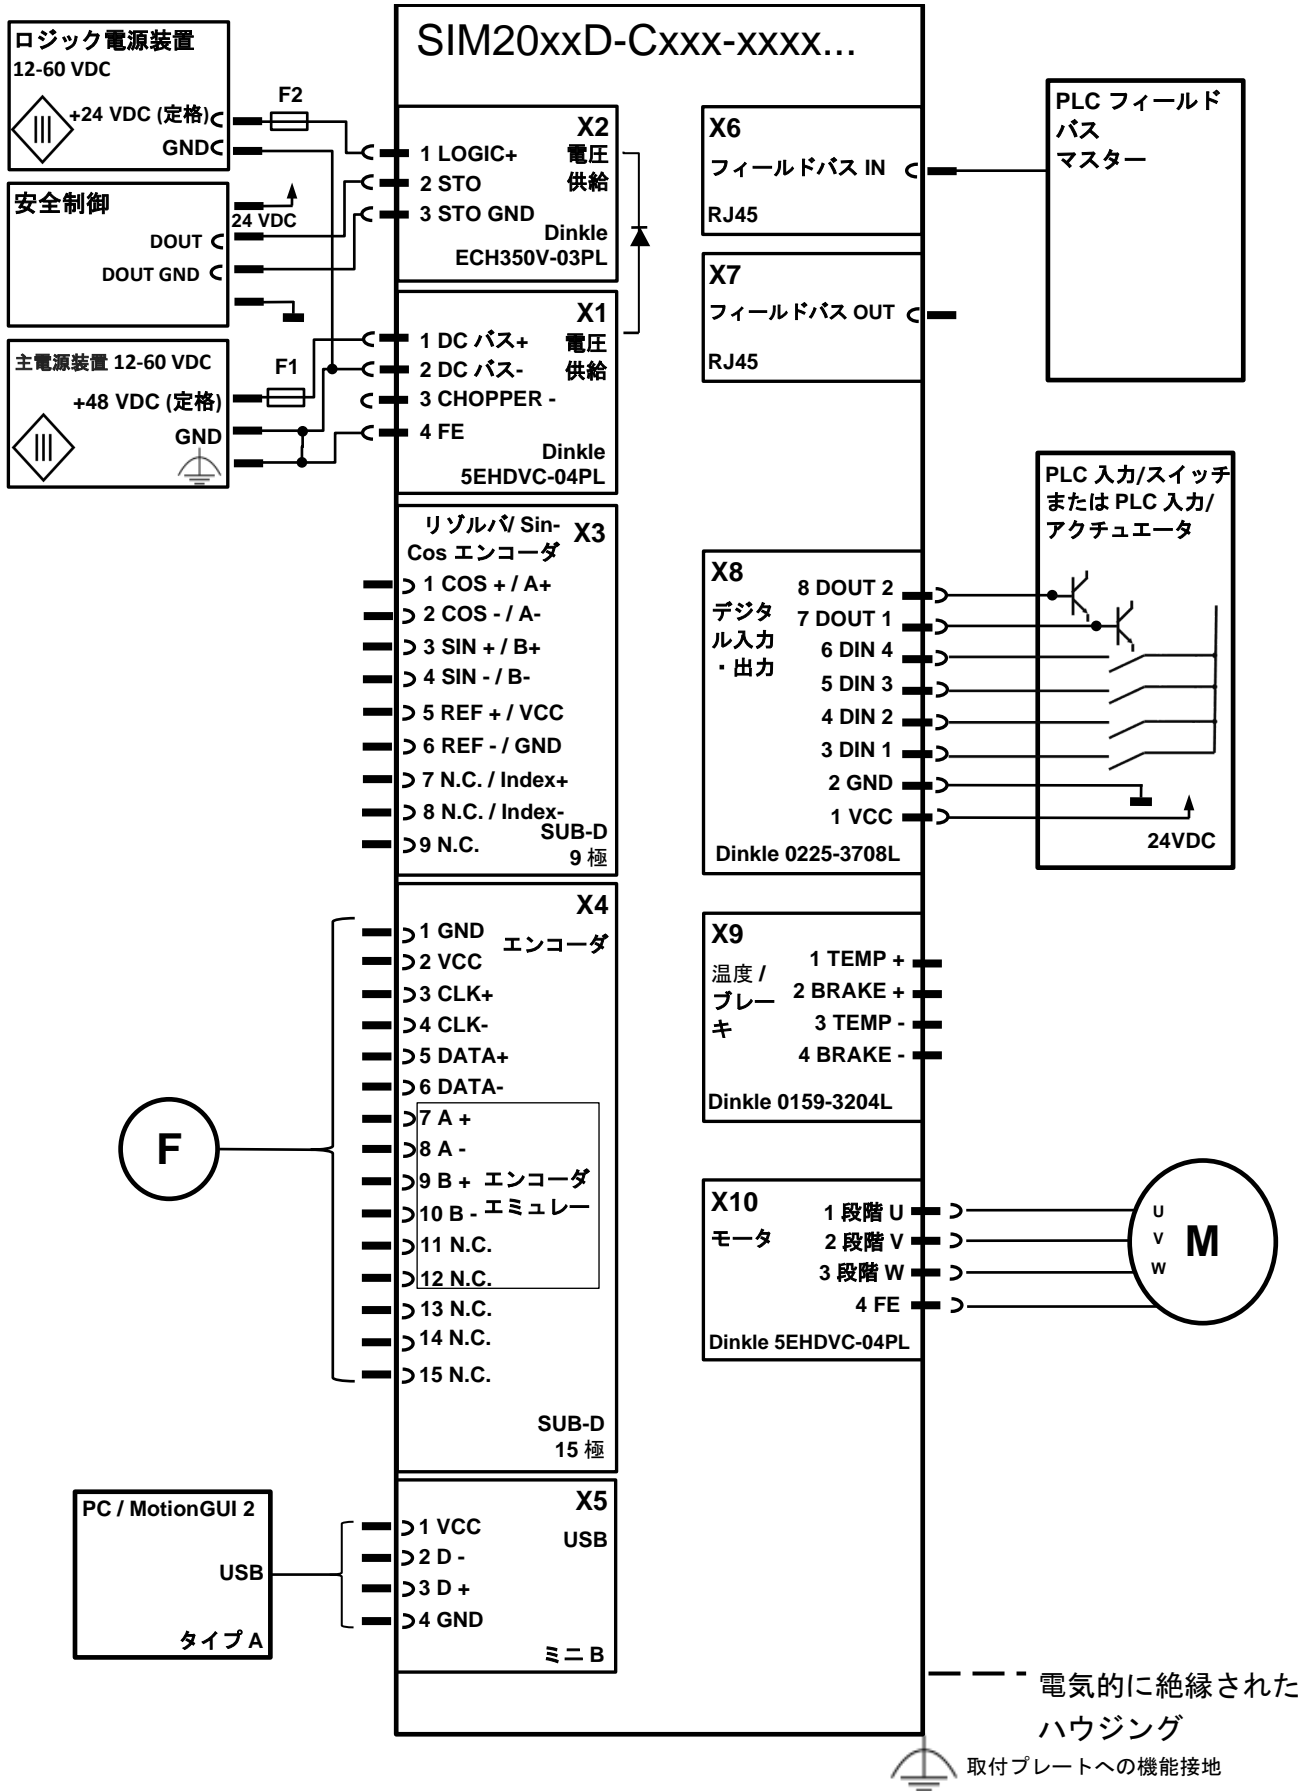 SIM20xxD-Cxxx-xxxx...
ロジック電源装置
12-60 VDC
+24 VDC (定格)
GND
F2
安全制御
24 VDC
DOUT
DOUT GND
主電源装置 12-60 VDC
+48 VDC (定格)
GND
F1
X2
電圧
供給
1 LOGIC+
2 STO
3 STO GND
Dinkle
ECH350V-03PL
X1
電圧
供給
1 DC バス+
2 DC バス-
3 CHOPPER -
4 FE
Dinkle
5EHDVC-04PL
リゾルバ/ Sin-
Cos エンコーダ
X3
1 COS + / A+
2 COS - / A-
3 SIN + / B+
4 SIN - / B-
5 REF + / VCC
6 REF - / GND
7 N.C. / Index+
8 N.C. / Index-
9 N.C.
SUB-D
9 極
X4
エンコーダ
1 GND
2 VCC
3 CLK+
4 CLK-
5 DATA+
6 DATA-
7 A +
8 A -
9 B +
10 B -
エンコーダ
エミュレー
11 N.C.
12 N.C.
13 N.C.
14 N.C.
15 N.C.
SUB-D
15 極
F
X5
USB
1 VCC
2 D -
3 D +
4 GND
ミニ B
PC / MotionGUI 2
USB
タイプ A
X6
フィールドバス IN
RJ45
X7
フィールドバス OUT
RJ45
PLC フィールド
バス
マスター
X8
デジタ
ル入力
・出力
8 DOUT 2
7 DOUT 1
6 DIN 4
5 DIN 3
4 DIN 2
3 DIN 1
2 GND
1 VCC
Dinkle 0225-3708L
PLC 入力/スイッチ
または PLC 入力/
アクチュエータ
24VDC
X9
温度 /
ブレー
キ
1 TEMP +
2 BRAKE +
3 TEMP -
4 BRAKE -
Dinkle 0159-3204L
X10
モータ
1 段階 U
2 段階 V
3 段階 W
4 FE
Dinkle 5EHDVC-04PL
U
V
W
M
電気的に絶縁された
ハウジング
取付プレートへの機能接地